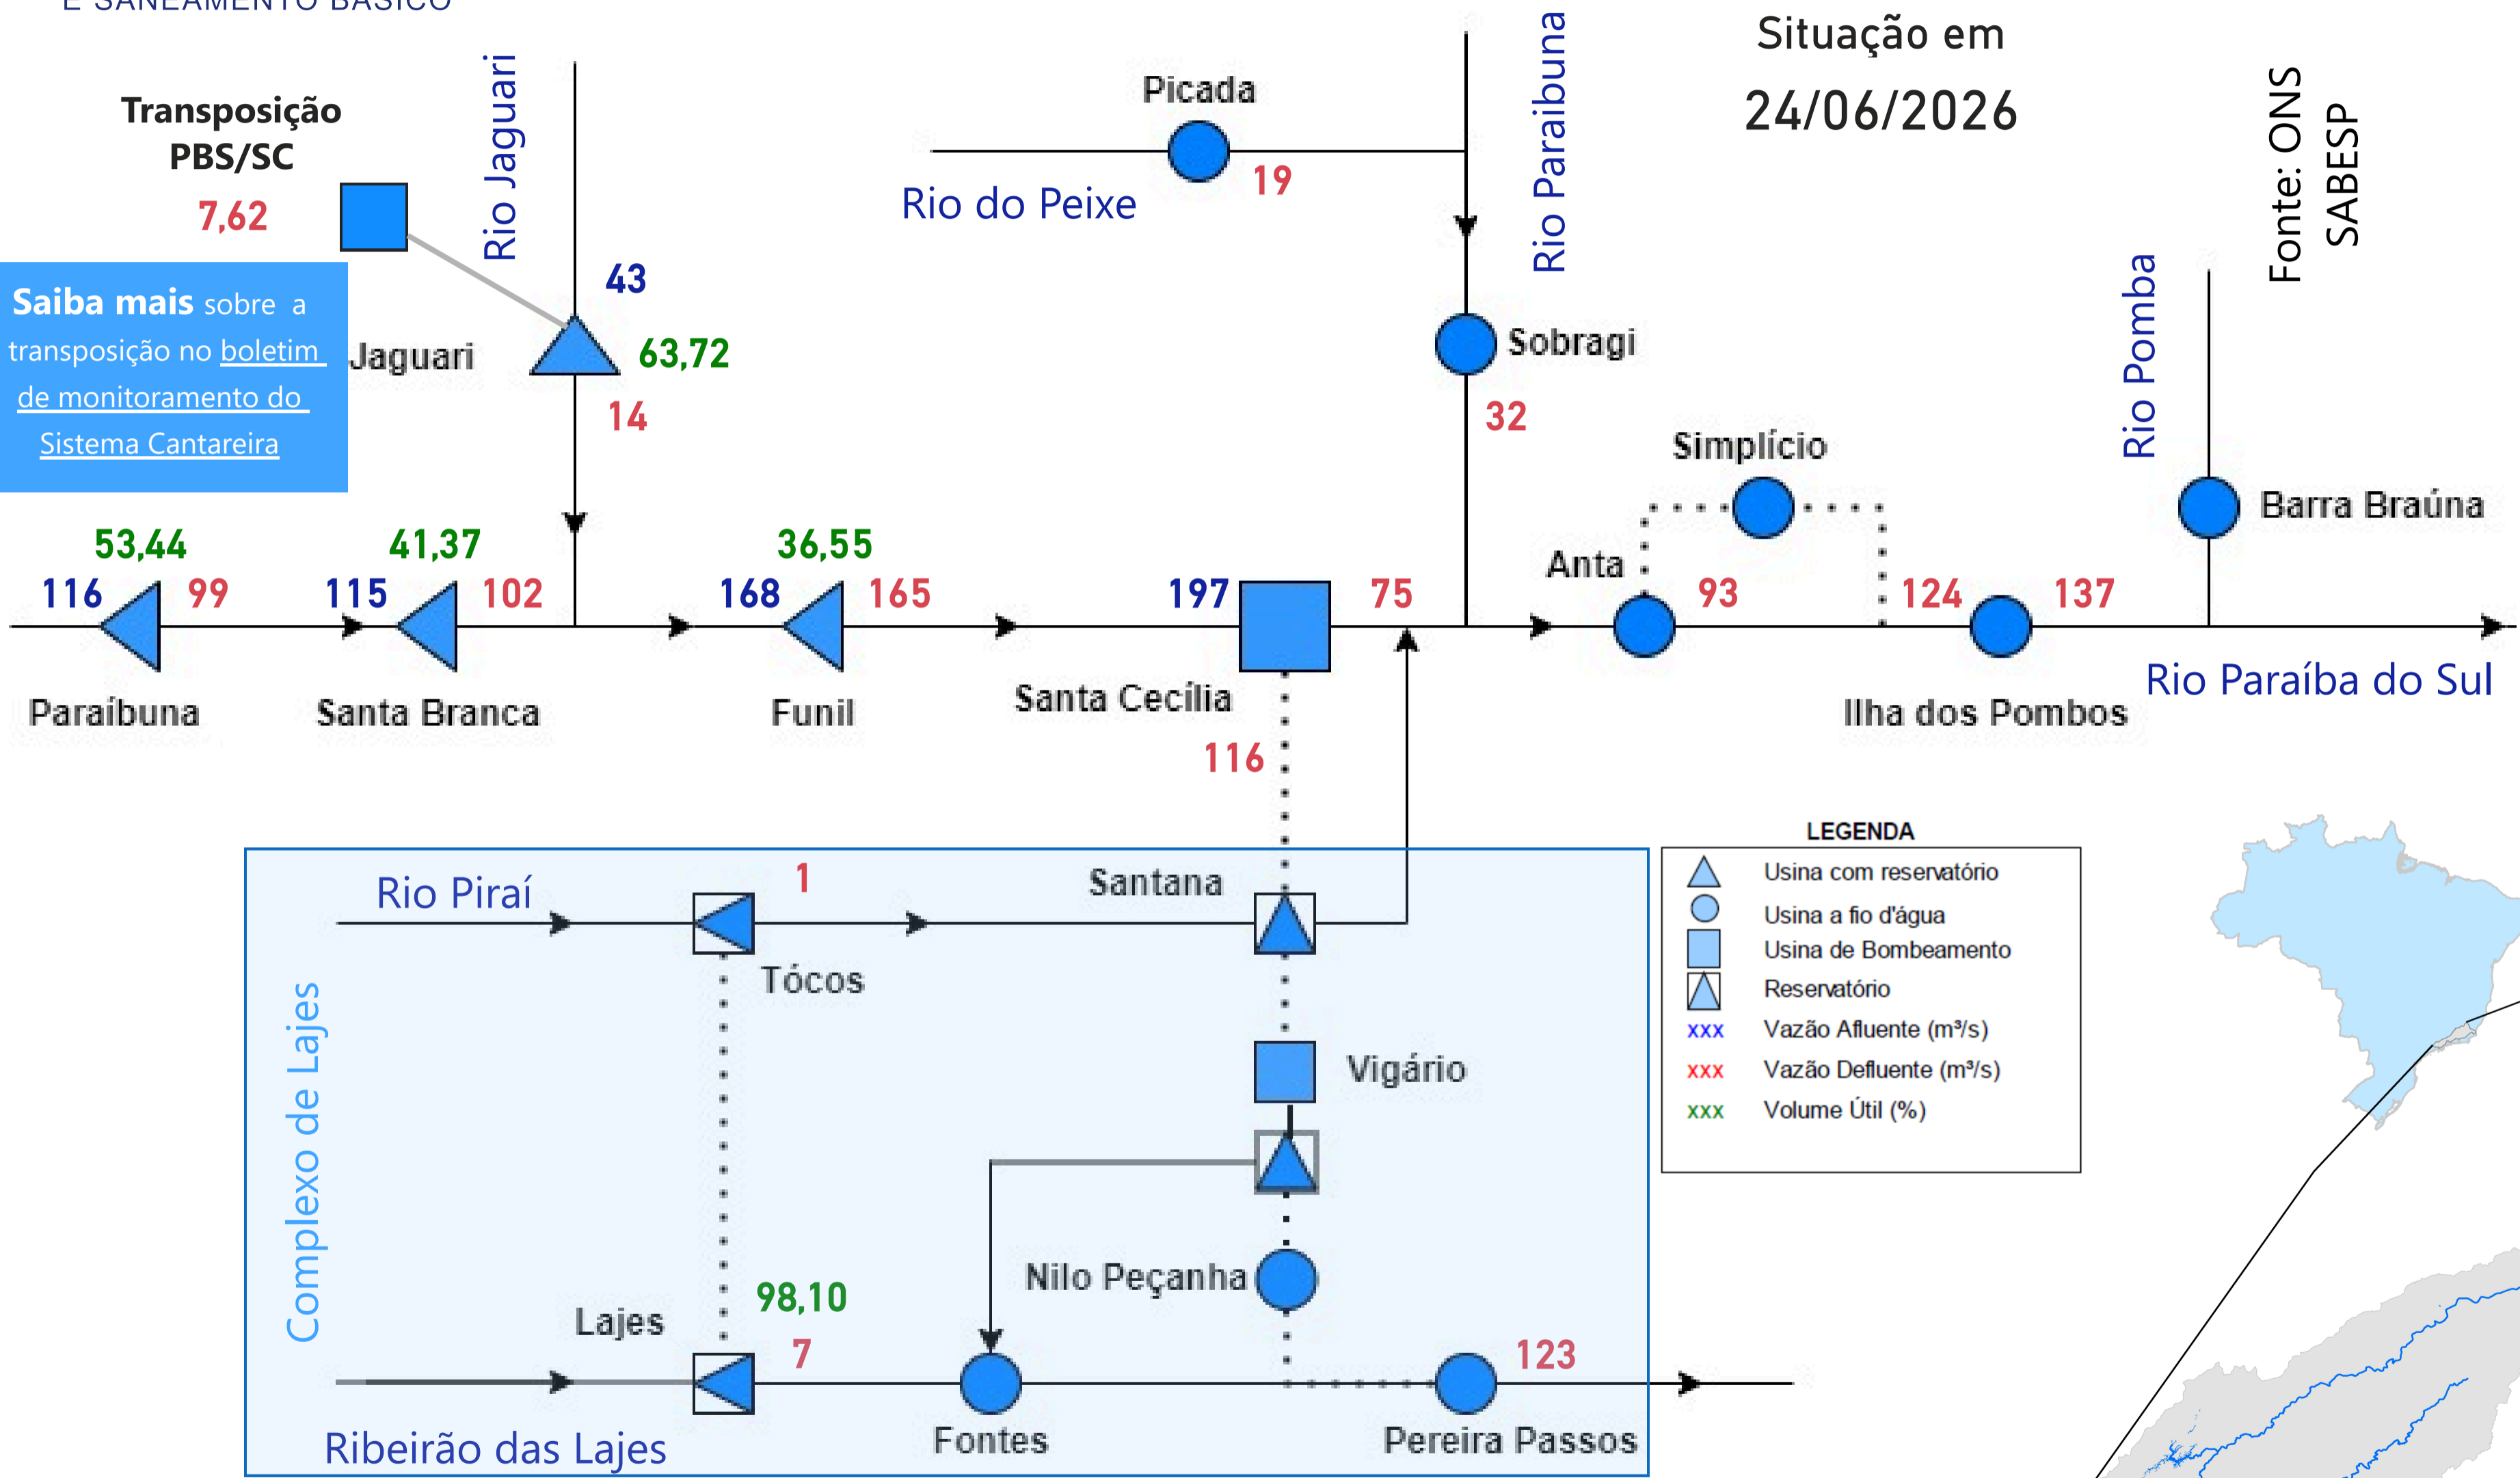 E SANEAMENTO BÁSICO
Situação em
24/06/2026
Fonte: ONS
SABESP
Transposição
PBS/SC
7,62
Rio Jaguari
Saiba mais sobre a
transposição no boletim
de monitoramento do
Sistema Cantareira
Jaguari
43
63,72
14
Picada
19
Rio do Peixe
Rio Paraibuna
Sobragi
32
Simplício
Anta
Rio Pomba
Barra Braúna
53,44
116
99
Paraíbuna
41,37
115
102
Santa Branca
36,55
168
165
Funil
197
75
Santa Cecília
116
93
124
137
Ilha dos Pombos
Rio Paraíba do Sul
Complexo de Lajes
Rio Piraí
1
Tócos
Santana
Vigário
Nilo Peçanha
Lajes
98,10
7
Fontes
123
Pereira Passos
Ribeirão das Lajes
LEGENDA
Usina com reservatório
Usina a fio d'água
Usina de Bombeamento
Reservatório
xxx Vazão Afluente (m³/s)
xxx Vazão Defluente (m³/s)
xxx Volume Útil (%)